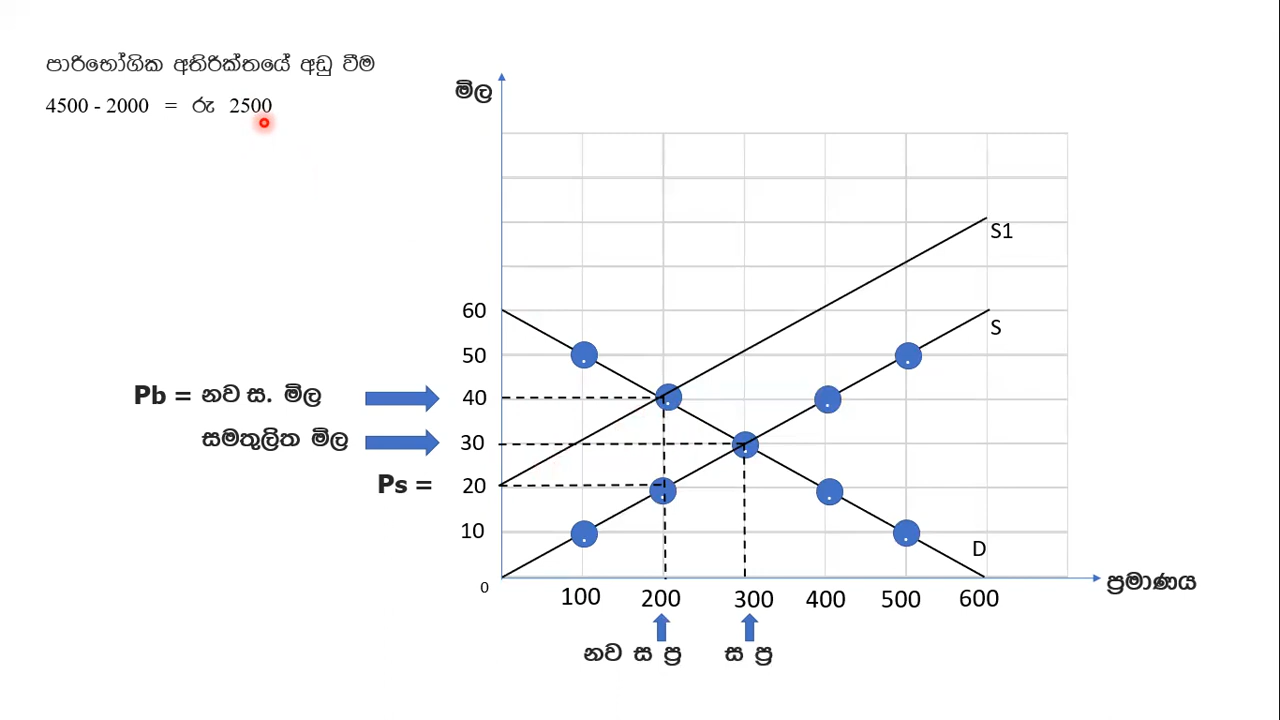 පාරිභෝගික අතිරික්තයේ අඩු වීම
4500 - 2000 = රු 2500
මිල
S1
S
60
50
Pb = නව ස. මිල
40
සමතුලිත මිල
30
Ps =
20
10
D
0
100 200 300 400 500 600
ප්‍රමාණය
නව ස ප්‍ර
ස ප්‍ර